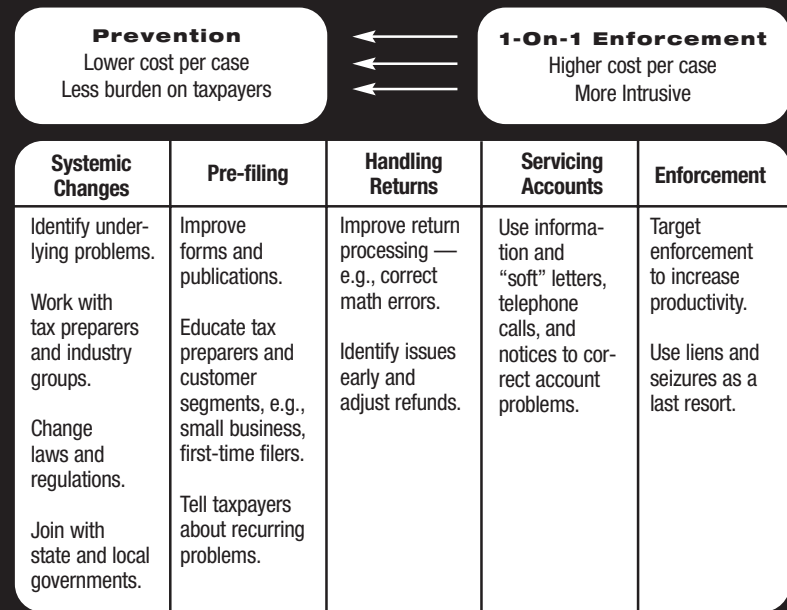 Prevention
Lower cost per case
Less burden on taxpayers
1-On-1 Enforcement
Higher cost per case
More Intrusive
Systemic
Changes
Identify under-
lying problems.
Work with
tax preparers
and industry
groups.
Change
laws and
regulations.
Join with
state and local
governments.
Pre-filing
Improve
forms and
publications.
Educate tax
preparers and
customer
segments, e.g.,
small business,
first-time filers.
Tell taxpayers
about recurring
problems.
Handling
Returns
Improve return
processing —
e.g., correct
math errors.
Identify issues
early and
adjust refunds.
Servicing
Accounts
Use informa-
tion and
“soft” letters,
telephone
calls, and
notices to cor-
rect account
problems.
Enforcement
Target
enforcement
to increase
productivity.
Use liens and
seizures as a
last resort.